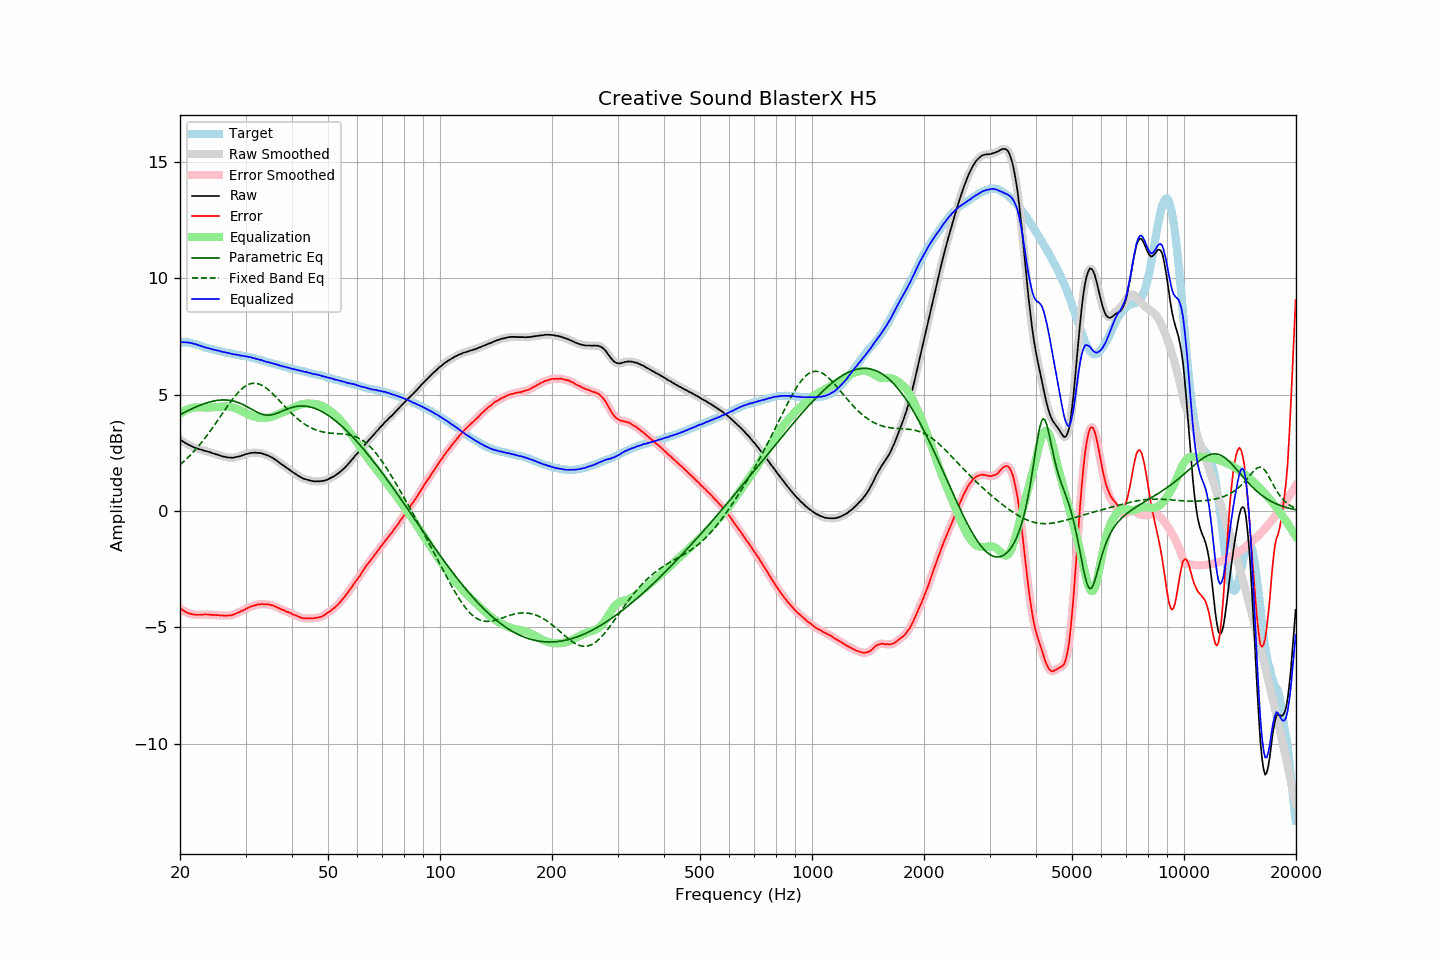 Creative Sound BlasterX H5
Target
Raw Smoothed
Error Smoothed
Raw
Error
Equalization
Parametric Eq
Fixed Band Eq
Equalized
Amplitude (dBr)
15
10
5
0
−5
−10
20 50 100 200 500 1000 2000 5000 10000 20000
Frequency (Hz)